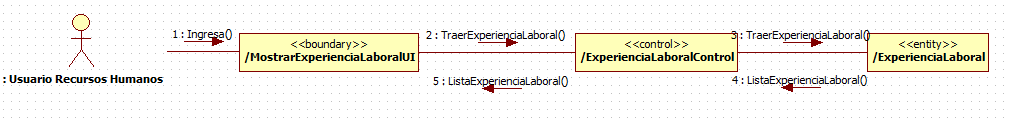 1 : Ingresa()
2 : TraerExperienciaLaboral()
3 : TraerExperienciaLaboral()
<<boundary>>
/MostrarExperienciaLaboralUI
<<control>>
/ExperienciaLaboralControl
<<entity>>
/ExperienciaLaboral
: Usuario Recursos Humanos
5 : ListaExperienciaLaboral()
4 : ListaExperienciaLaboral()